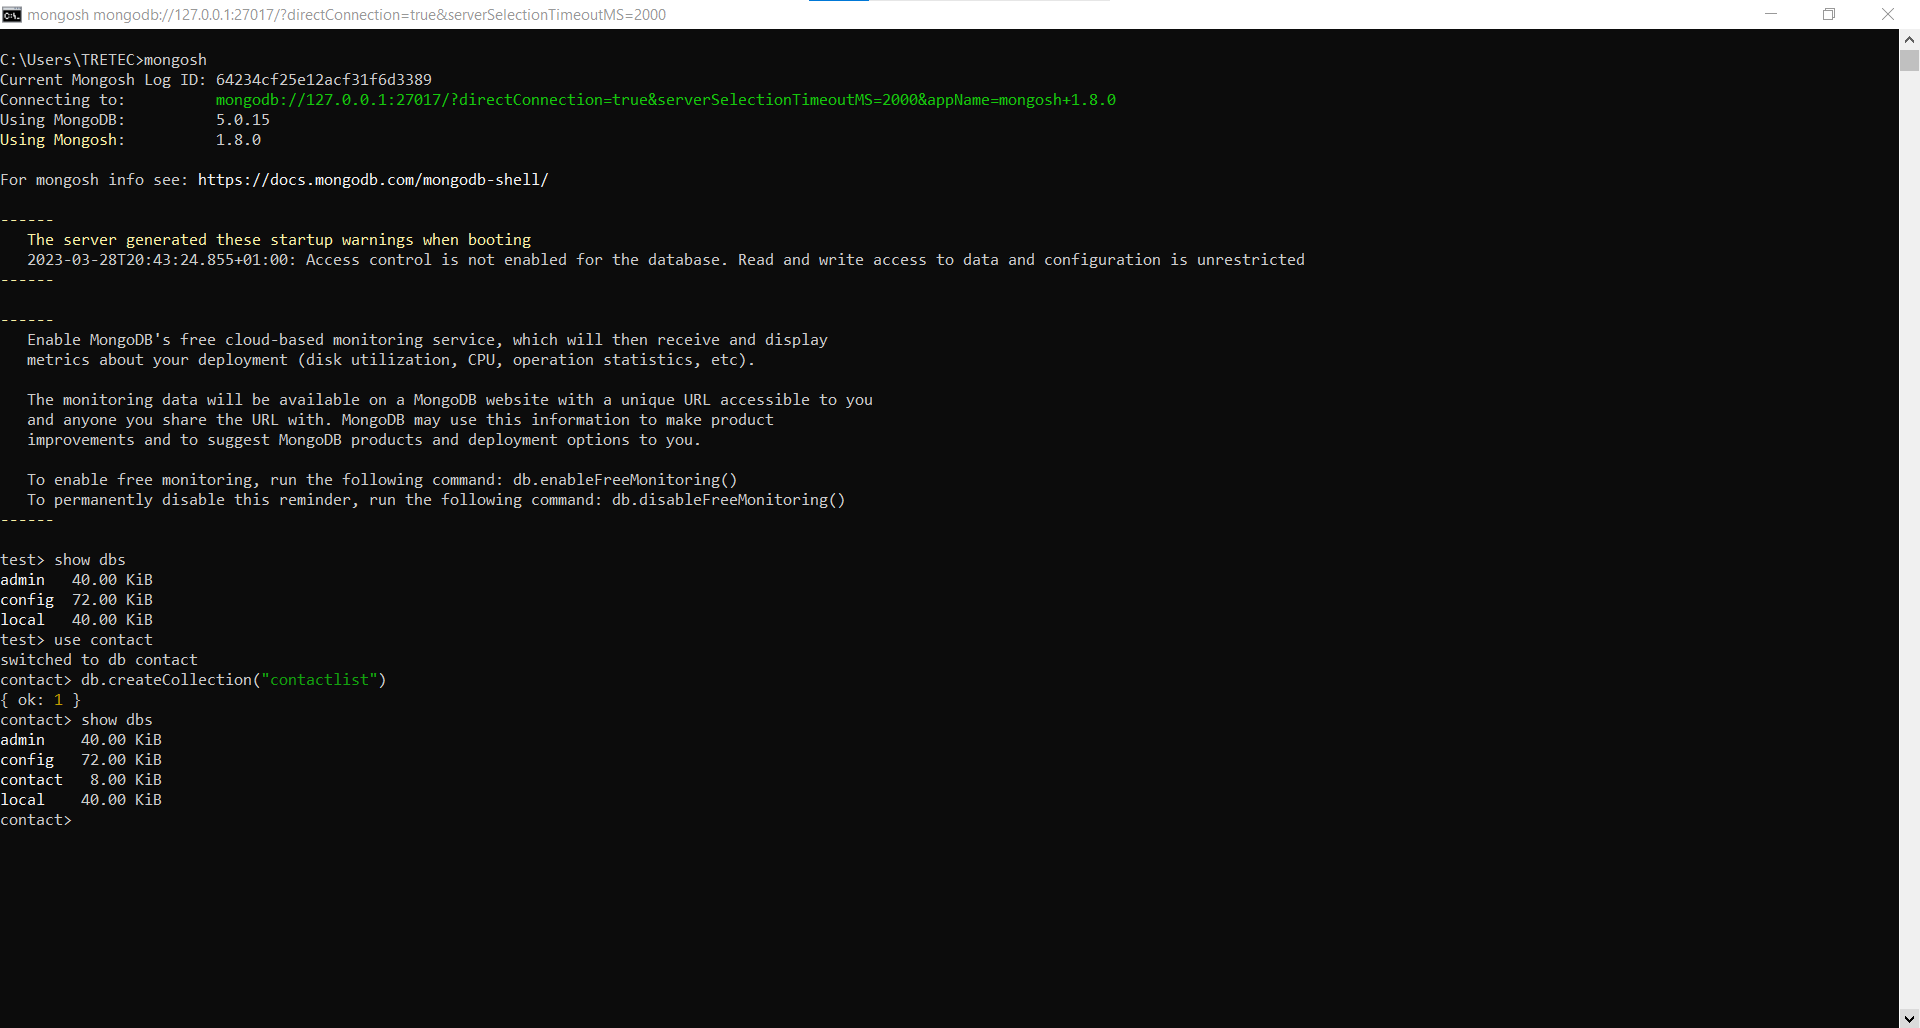 mongosh mongodb://127.0.0.1:27017/?directConnection=true&serverSelectionTimeoutMS=2000
C:\Users\TRETEC>mongosh
Current Mongosh Log ID: 64234cf25e12acf31f6d3389
Connecting to:          mongodb://127.0.0.1:27017/?directConnection=true&serverSelectionTimeoutMS=2000&appName=mongosh+1.8.0
Using MongoDB:          5.0.15
Using Mongosh:          1.8.0
For mongosh info see: https://docs.mongodb.com/mongodb-shell/
------
   The server generated these startup warnings when booting
   2023-03-28T20:43:24.855+01:00: Access control is not enabled for the database. Read and write access to data and configuration is unrestricted
------
------
   Enable MongoDB's free cloud-based monitoring service, which will then receive and display
   metrics about your deployment (disk utilization, CPU, operation statistics, etc).
   The monitoring data will be available on a MongoDB website with a unique URL accessible to you
   and anyone you share the URL with. MongoDB may use this information to make product
   improvements and to suggest MongoDB products and deployment options to you.
   To enable free monitoring, run the following command: db.enableFreeMonitoring()
   To permanently disable this reminder, run the following command: db.disableFreeMonitoring()
------
test> show dbs
admin   40.00 KiB
config  72.00 KiB
local   40.00 KiB
test> use contact
switched to db contact
contact> db.createCollection("contactlist")
{ ok: 1 }
contact> show dbs
admin    40.00 KiB
config   72.00 KiB
contact   8.00 KiB
local    40.00 KiB
contact>